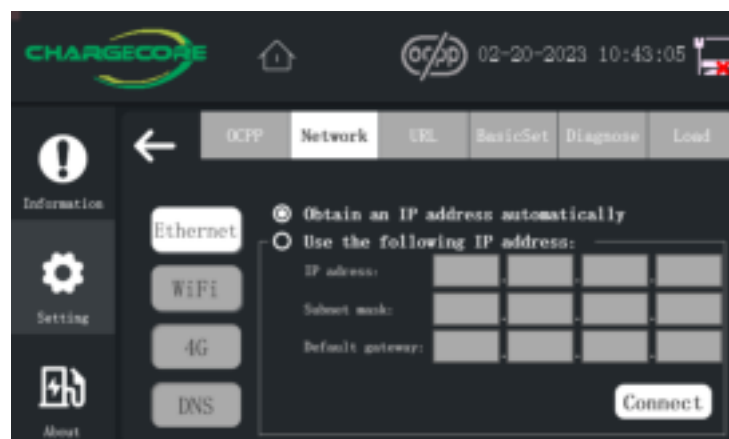 CHARGECORE
ocpp 02-20-2023 10:43:05
OCPP Network URL BasicSet Diagnose Load
Information
Setting
About
Ethernet
WiFi
4G
DNS
Obtain an IP address automatically
Use the following IP address:
IP adress:
Subnet mask:
Default gateway:
Connect